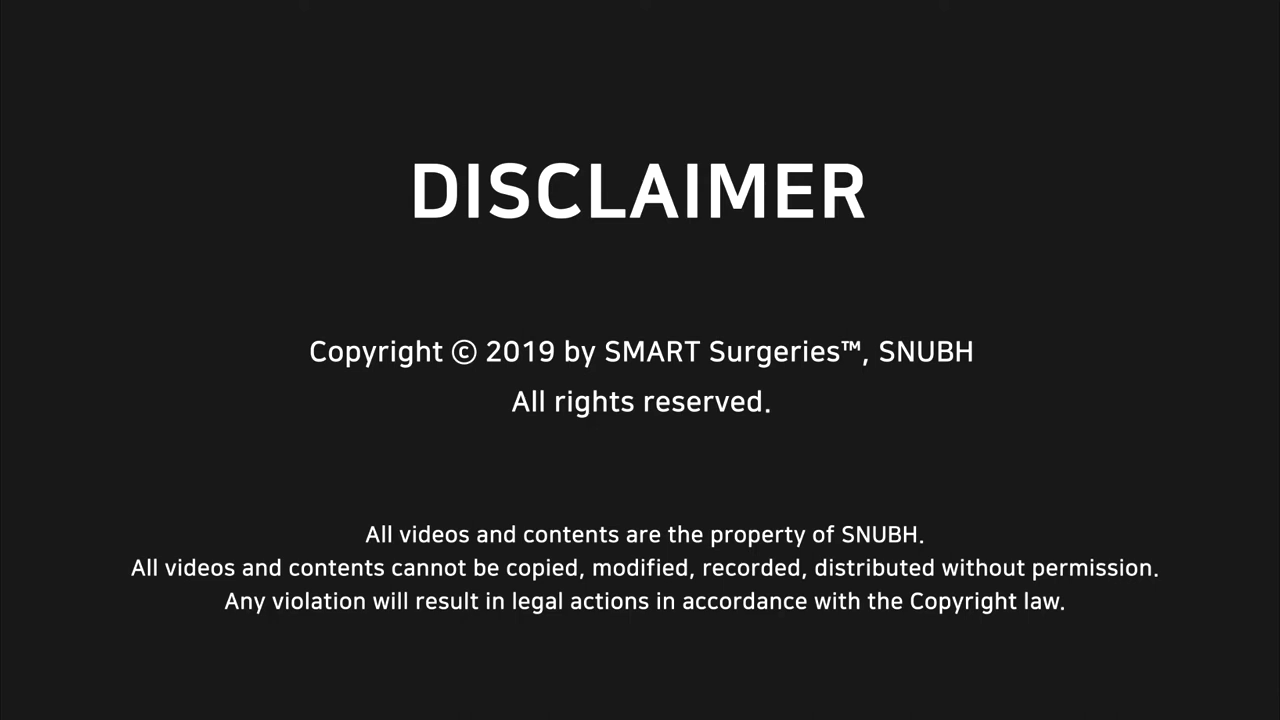 DISCLAIMER
Copyright © 2019 by SMART Surgeries™, SNUBH
All rights reserved.
All videos and contents are the property of SNUBH.
All videos and contents cannot be copied, modified, recorded, distributed without permission.
Any violation will result in legal actions in accordance with the Copyright law.